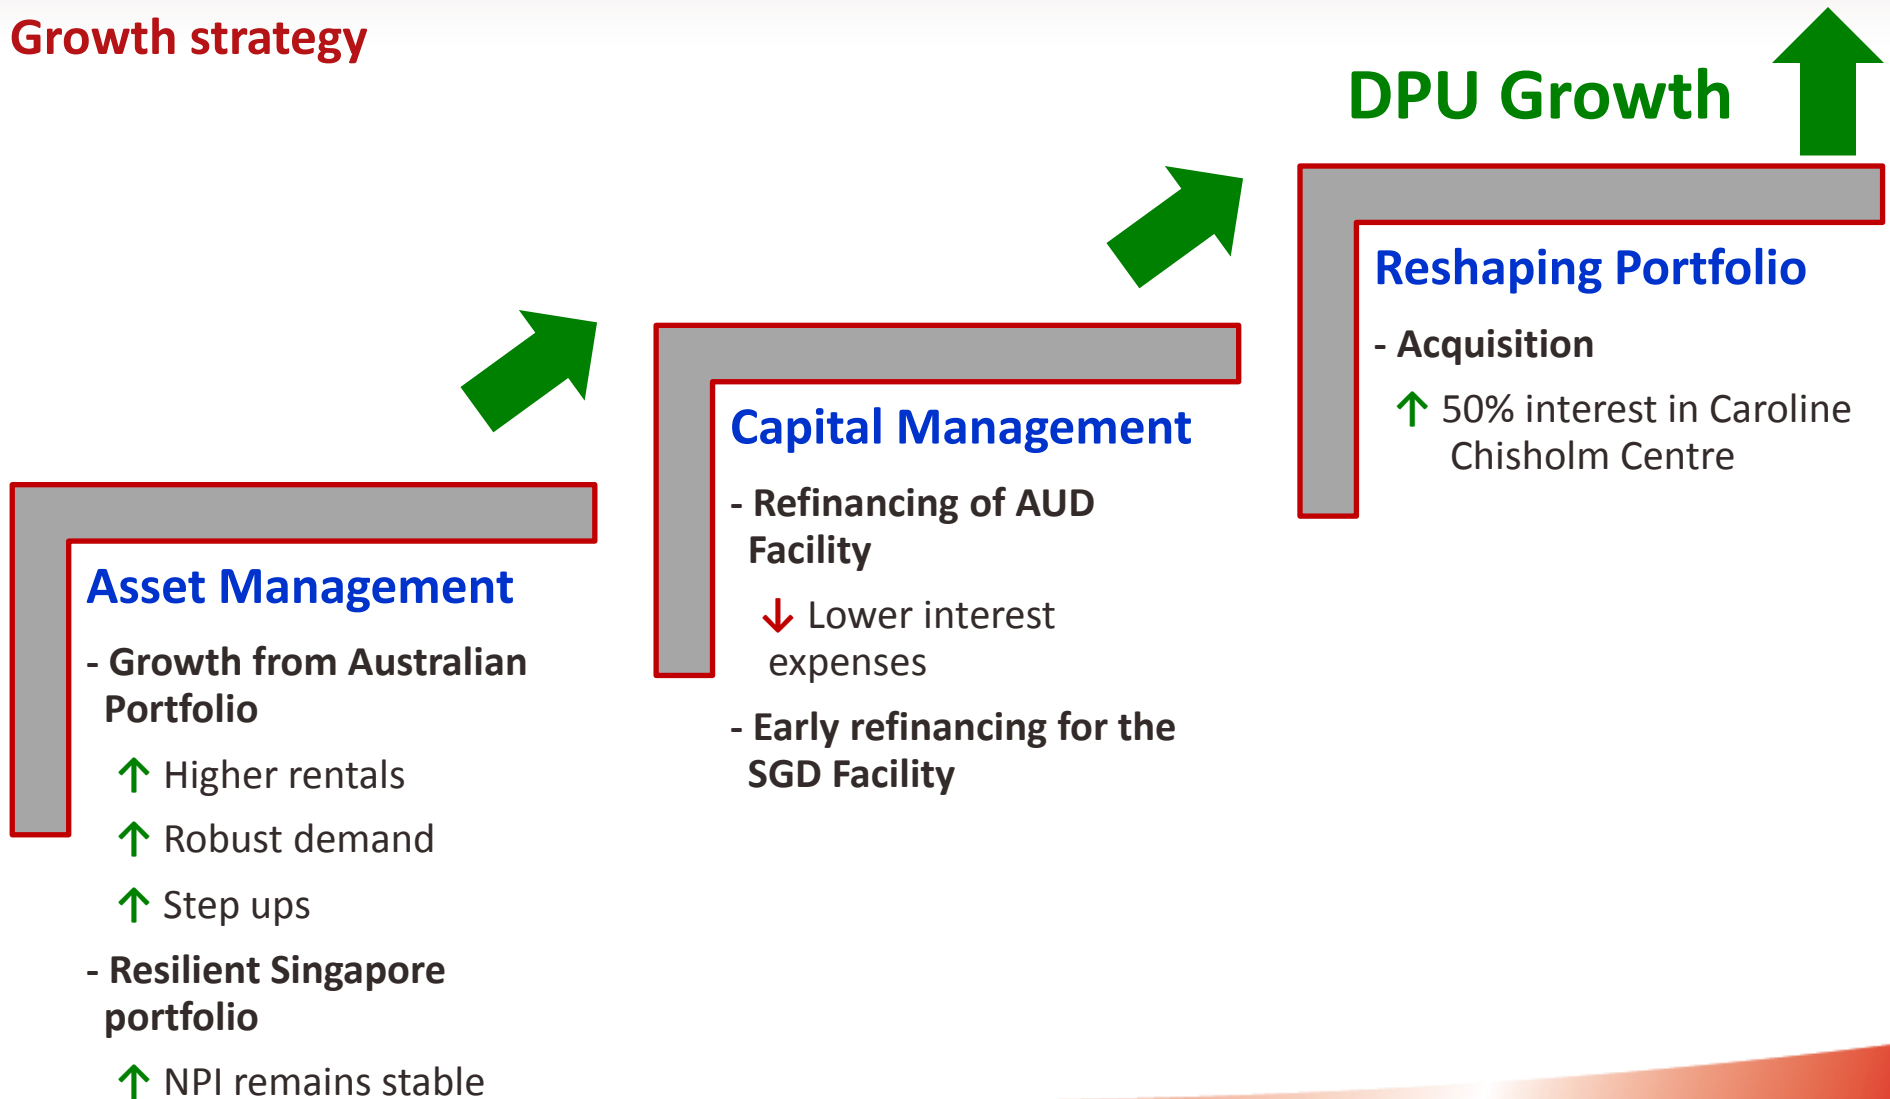 Growth strategy
DPU Growth
Asset Management
- Growth from Australian
Portfolio
↑ Higher rentals
↑ Robust demand
↑ Step ups
- Resilient Singapore
portfolio
↑ NPI remains stable
Capital Management
- Refinancing of AUD
Facility
↓ Lower interest
expenses
- Early refinancing for the
SGD Facility
Reshaping Portfolio
- Acquisition
↑ 50% interest in Caroline
Chisholm Centre